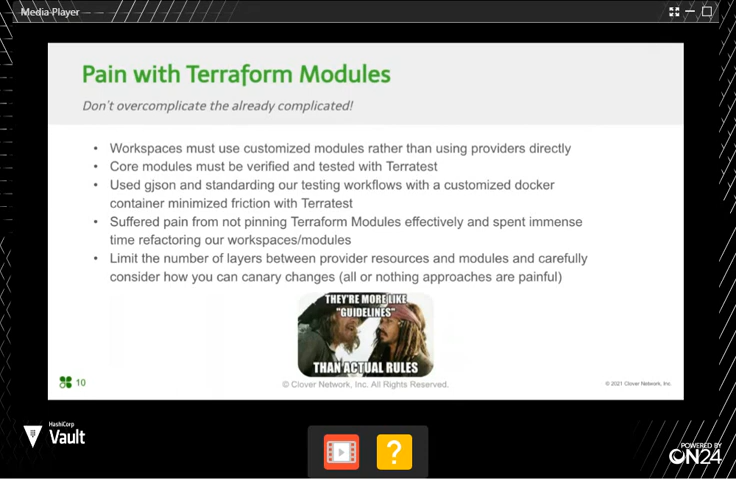 Media Player
Pain with Terraform Modules
Don't overcomplicate the already complicated!
• Workspaces must use customized modules rather than using providers directly
• Core modules must be verified and tested with Terratest
• Used gjson and standarding our testing workflows with a customized docker
container minimized friction with Terratest
• Suffered pain from not pinning Terraform Modules effectively and spent immense
time refactoring our workspaces/modules
• Limit the number of layers between provider resources and modules and carefully
consider how you can canary changes (all or nothing approaches are painful)
THEY'RE MORE LIKE
"GUIDELINES"
THAN ACTUAL RULES
10
© Clover Network, Inc. All Rights Reserved.
© 2021 Clover Network, Inc.
HashiCorp
Vault
?
POWERED BY
ON24